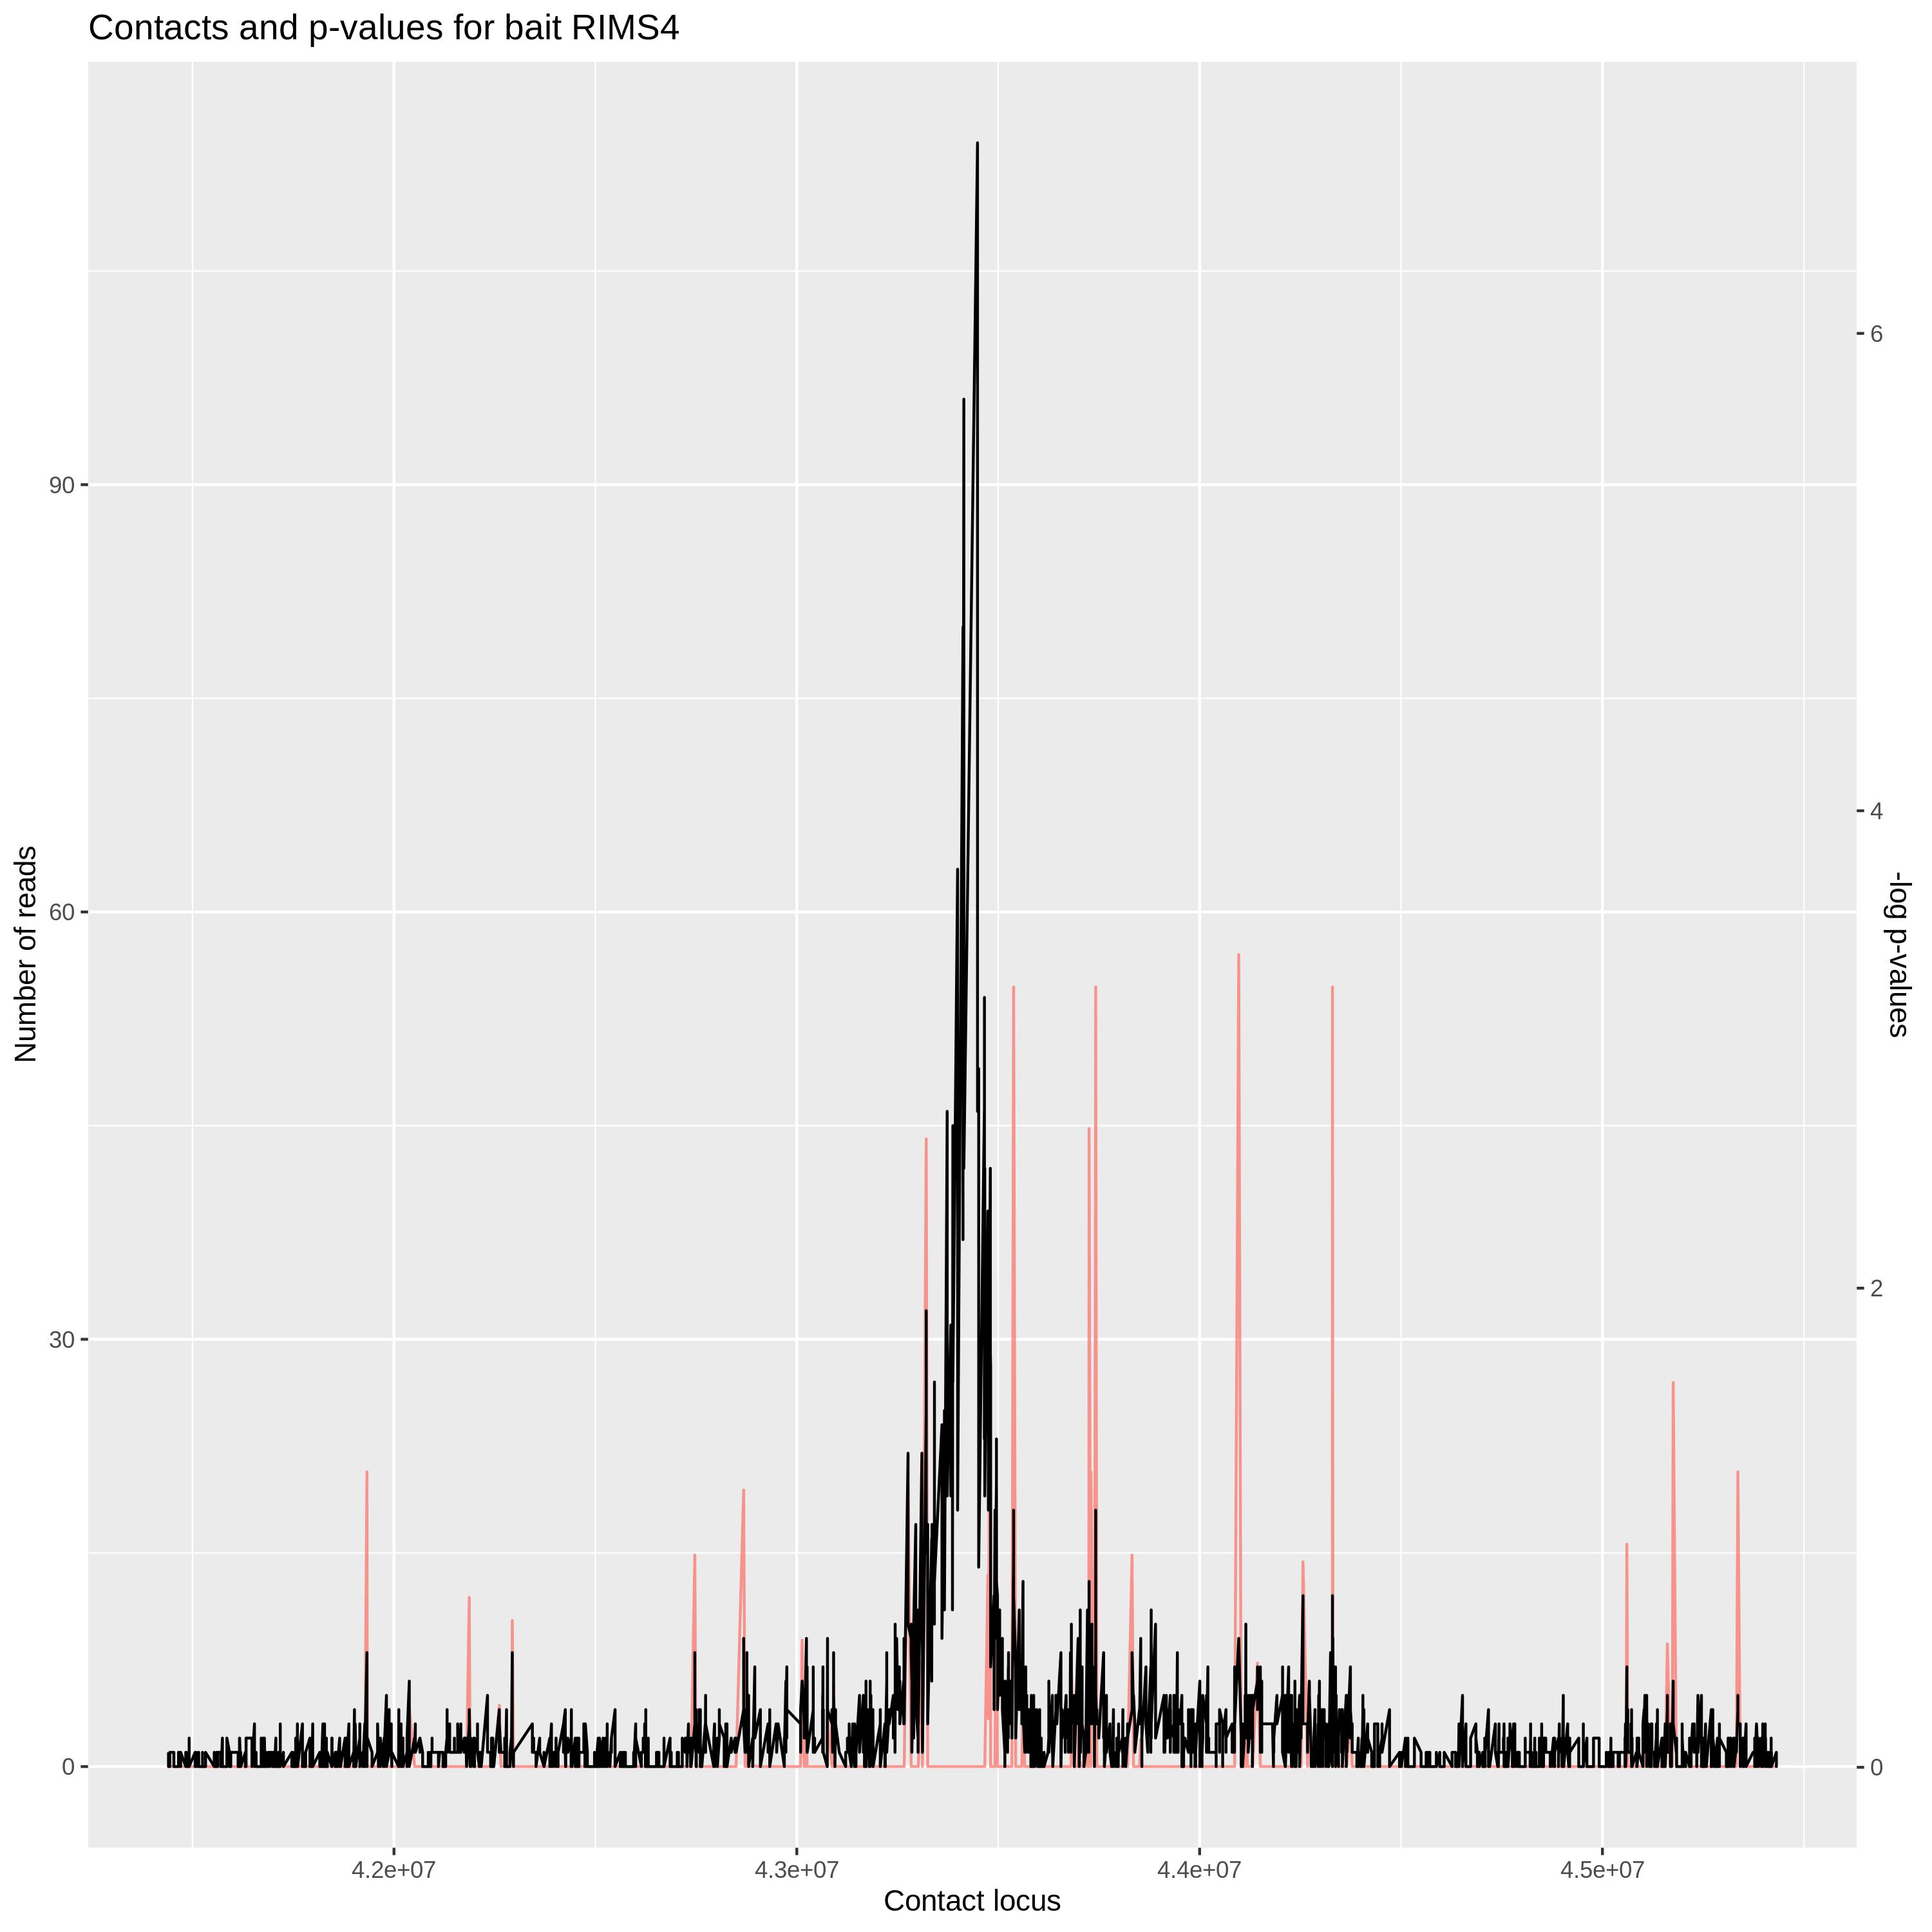 Contacts and p-values for bait RIMS4
Number of reads
90
60
30
0
6
4
2
0
-log p-values
4.2e+07
4.3e+07
4.4e+07
4.5e+07
Contact locus